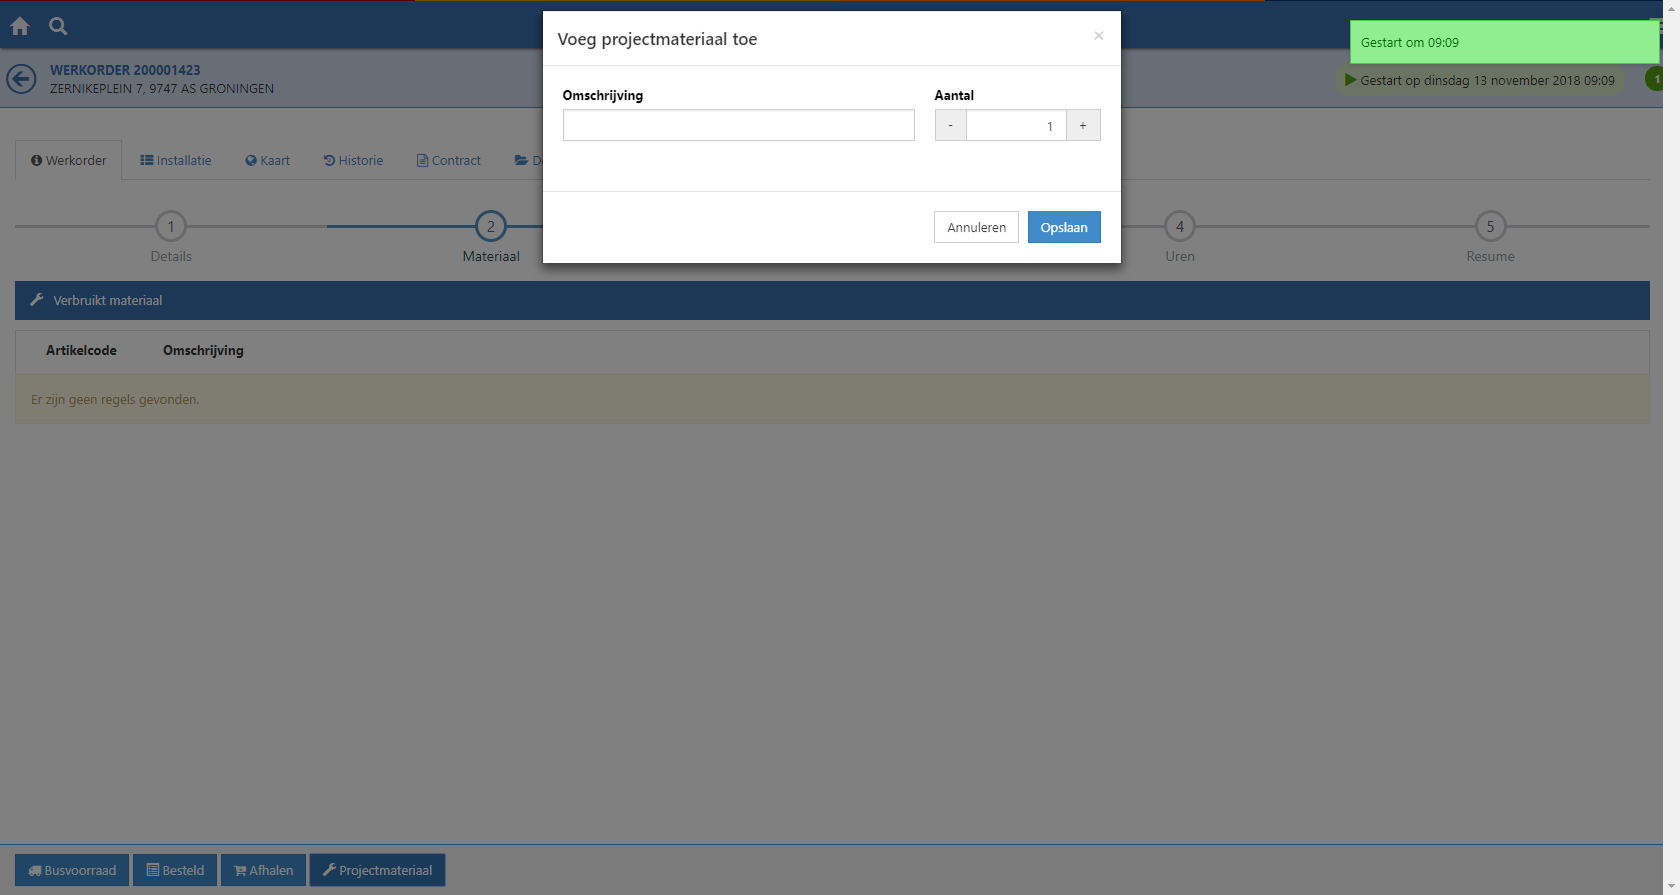 Voeg projectmateriaal toe
×
Gestart om 09:09
WERKORDER 200001423
ZERNIKEPLEIN 7, 9747 AS GRONINGEN
Gestart op dinsdag 13 november 2018 09:09
1
Omschrijving
Aantal
-
1
+
Werkorder
Installatie
Kaart
Historie
Contract
Annuleren
Opslaan
1
2
4
5
Details
Materiaal
Uren
Resume
Verbruikt materiaal
Artikelcode
Omschrijving
Er zijn geen regels gevonden.
Busvoorraad
Besteld
Afhalen
Projectmateriaal